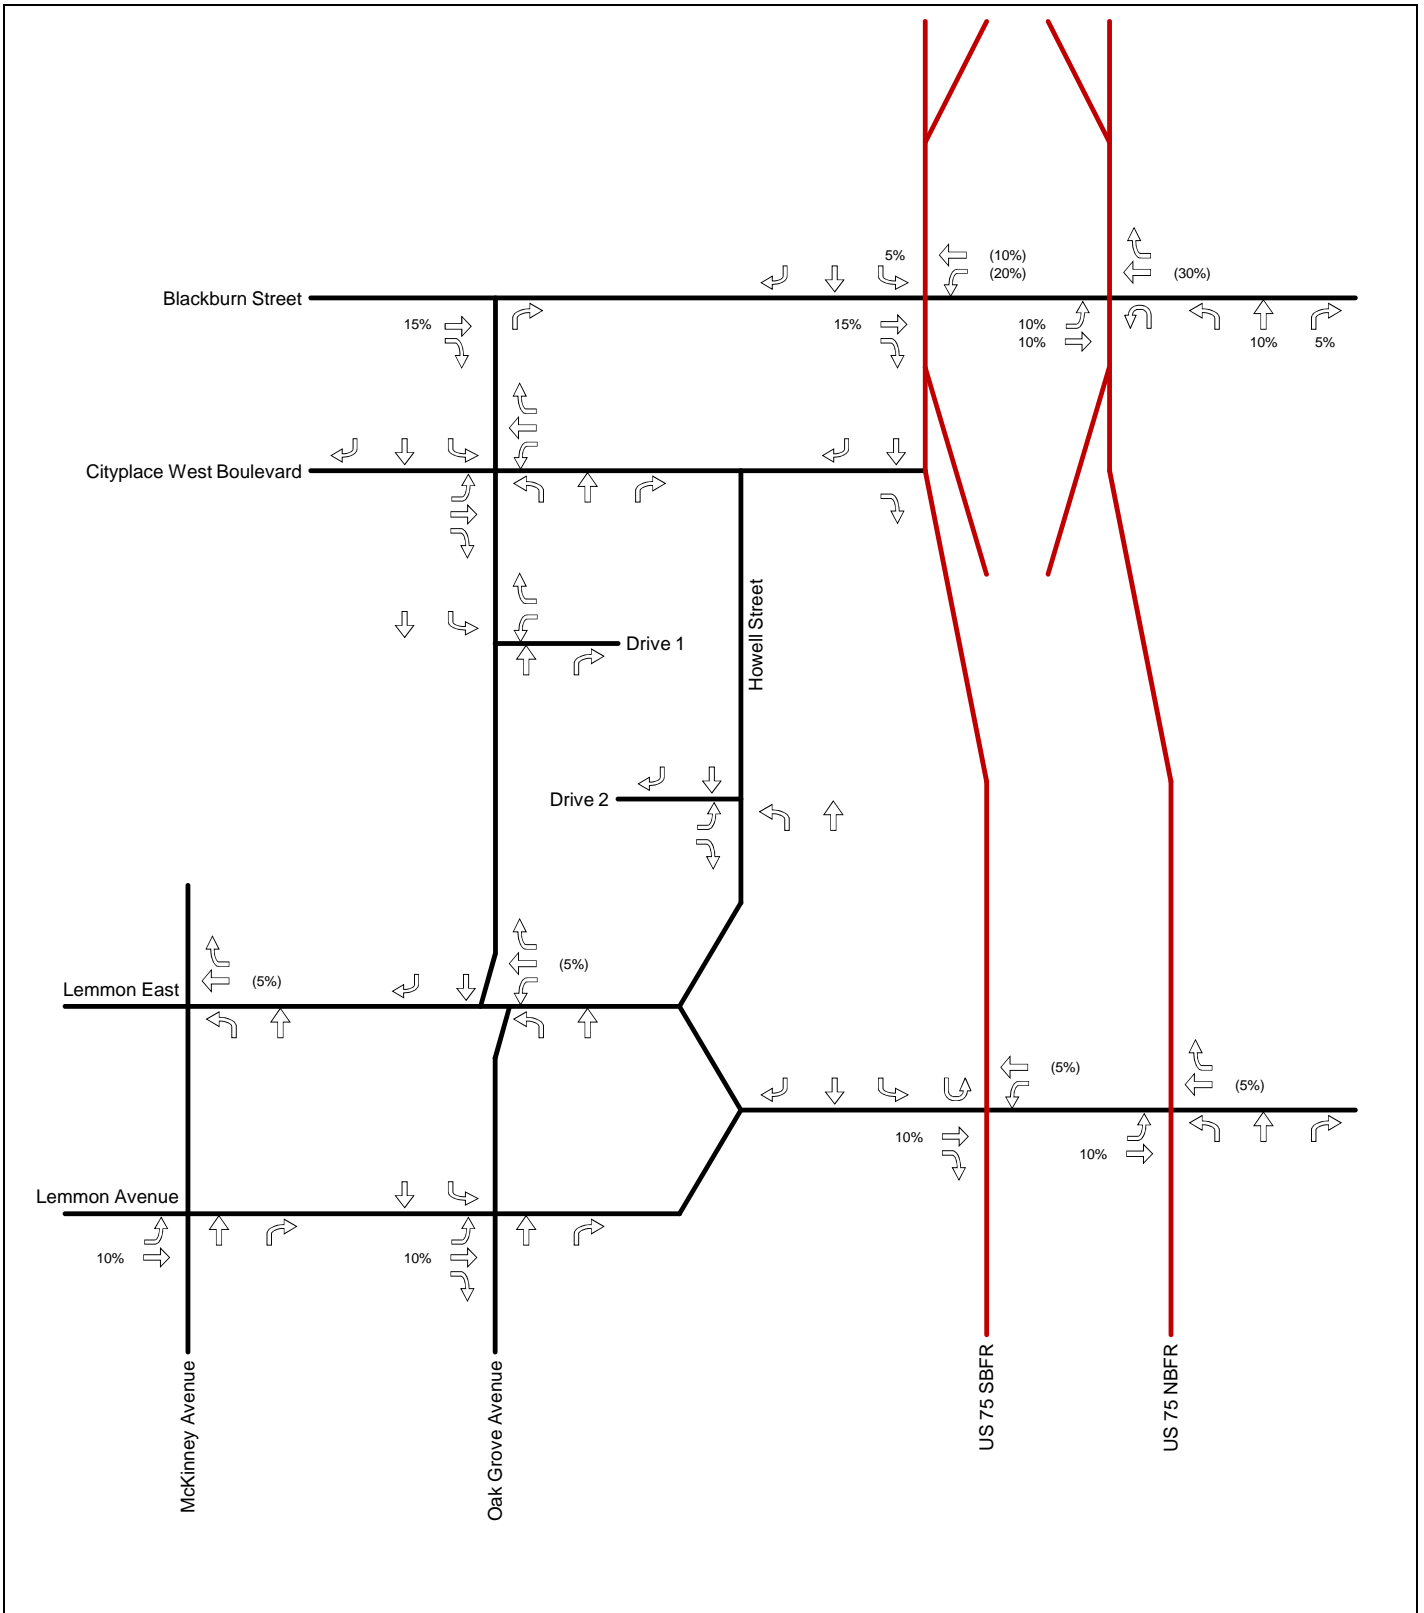 5% (10%)
(20%) (30%)
Blackburn Street
15% 15% 10%
10% 10% 5%
Cityplace West Boulevard
Howell Street
Drive 1
Drive 2
(5%)
(5%)
Lemmon East
(5%)
(5%)
10%
10%
Lemmon Avenue
10% 10%
McKinney Avenue
Oak Grove Avenue
US 75 SBFR
US 75 NBFR